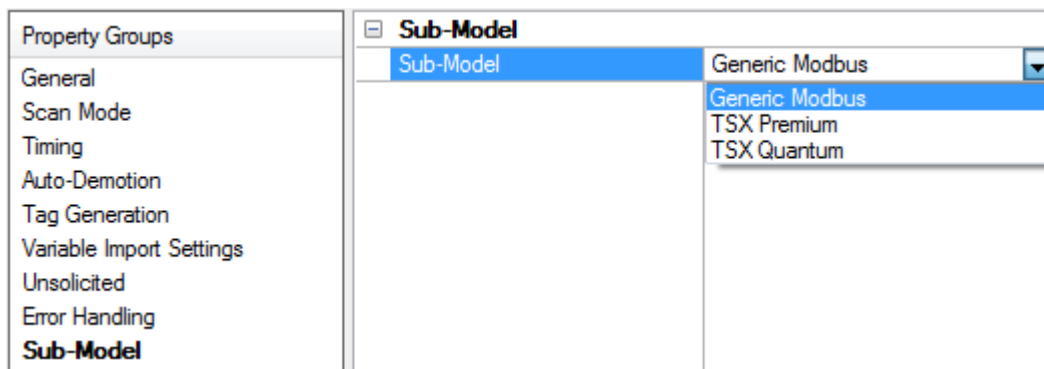 Property Groups
General
Scan Mode
Timing
Auto-Demotion
Tag Generation
Variable Import Settings
Unsolicited
Error Handling
Sub-Model
Sub-Model
Sub-Model Generic Modbus
Generic Modbus
TSX Premium
TSX Quantum